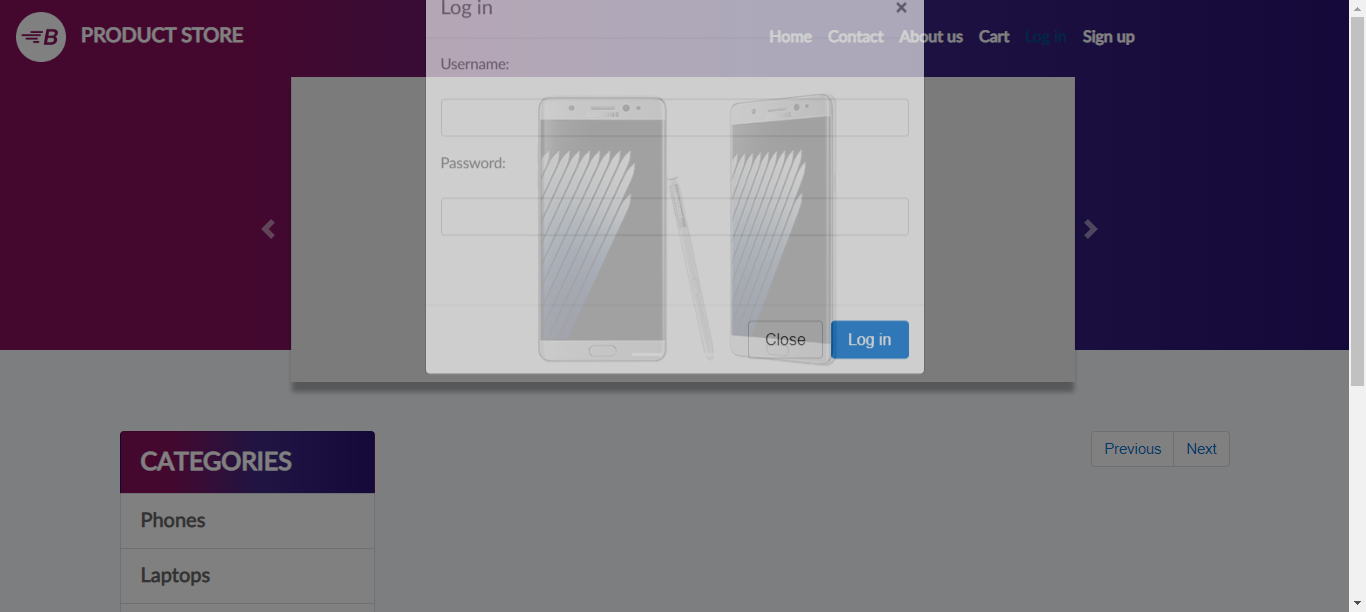 Log in ×
B PRODUCT STORE Home Contact About us Cart Log in Sign up
Username:
SAMSUNG
Password:
Close Log in
CATEGORIES
Previous Next
Phones
Laptops